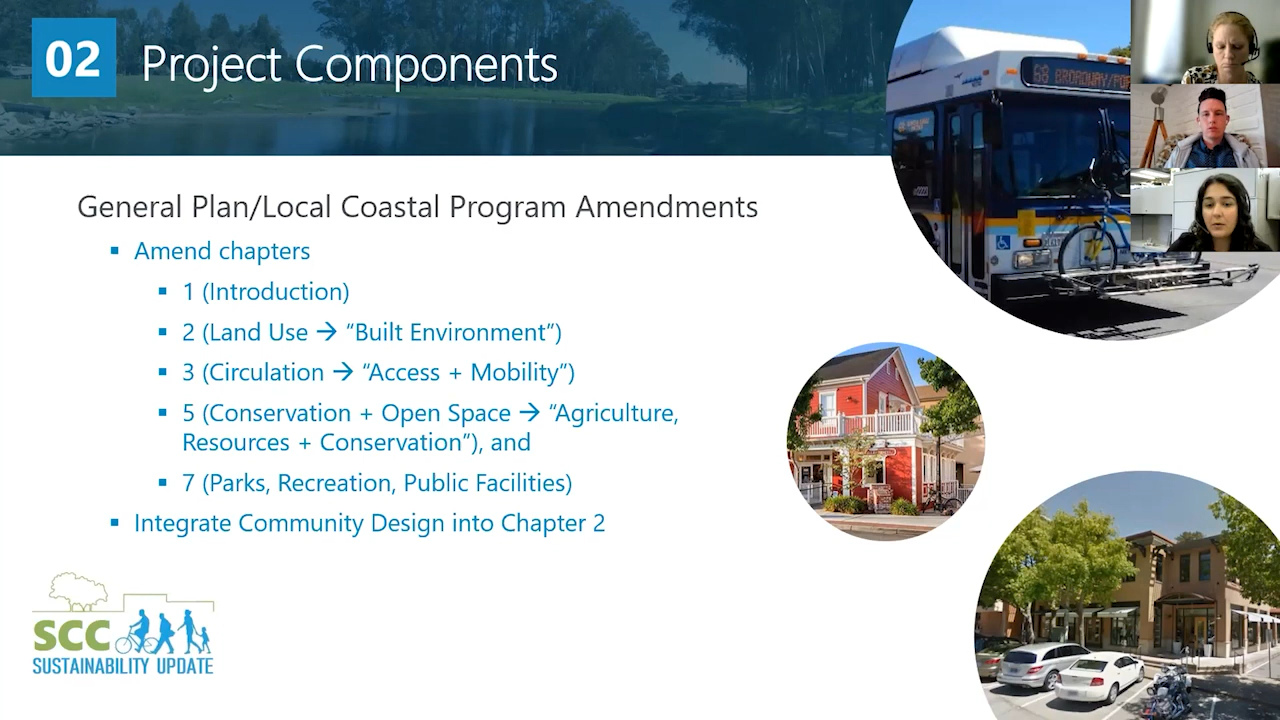 02 Project Components
68 BROADWAY/
General Plan/Local Coastal Program Amendments
▪ Amend chapters
▪ 1 (Introduction)
▪ 2 (Land Use → “Built Environment”)
▪ 3 (Circulation → “Access + Mobility”)
▪ 5 (Conservation + Open Space → “Agriculture,
Resources + Conservation”), and
▪ 7 (Parks, Recreation, Public Facilities)
▪ Integrate Community Design into Chapter 2
SCC
SUSTAINABILITY UPDATE